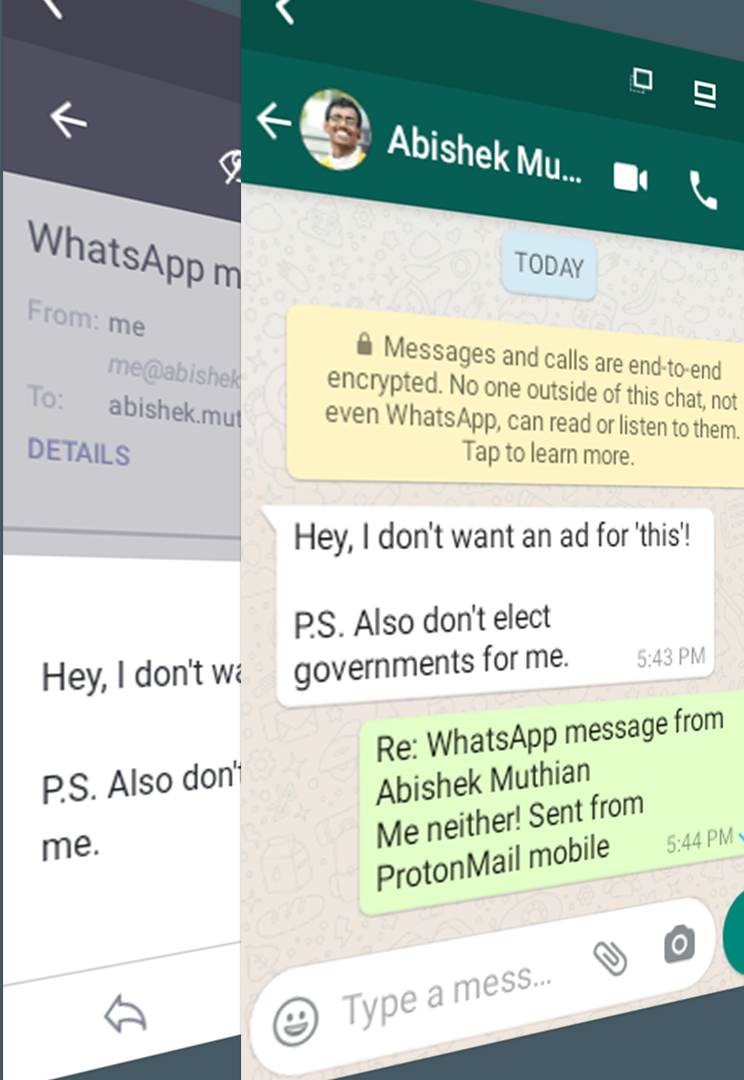 WhatsApp m
From: me
me@abishek
To: abishek.mut
DETAILS
Hey, I don't wa
P.S. Also don't
me.
Abishek Mu...
TODAY
Messages and calls are end-to-end
encrypted. No one outside of this chat, not
even WhatsApp, can read or listen to them.
Tap to learn more.
Hey, I don't want an ad for 'this'!
P.S. Also don't elect
governments for me.
5:43 PM
Re: WhatsApp message from
Abishek Muthian
Me neither! Sent from
ProtonMail mobile
5:44 PM
Type a mess...